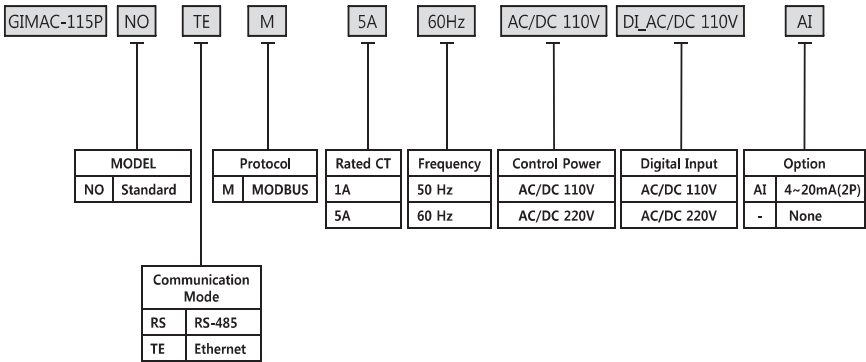 GIMAC-115P NO TE M 5A 60Hz AC/DC 110V DI_AC/DC 110V AI
MODEL Protocol Rated CT Frequency Control Power Digital Input Option
NO Standard M MODBUS 1A 50 Hz AC/DC 110V AC/DC 110V AI 4~20mA(2P)
5A 60 Hz AC/DC 220V AC/DC 220V - None
Communication
Mode
RS RS-485
TE Ethernet